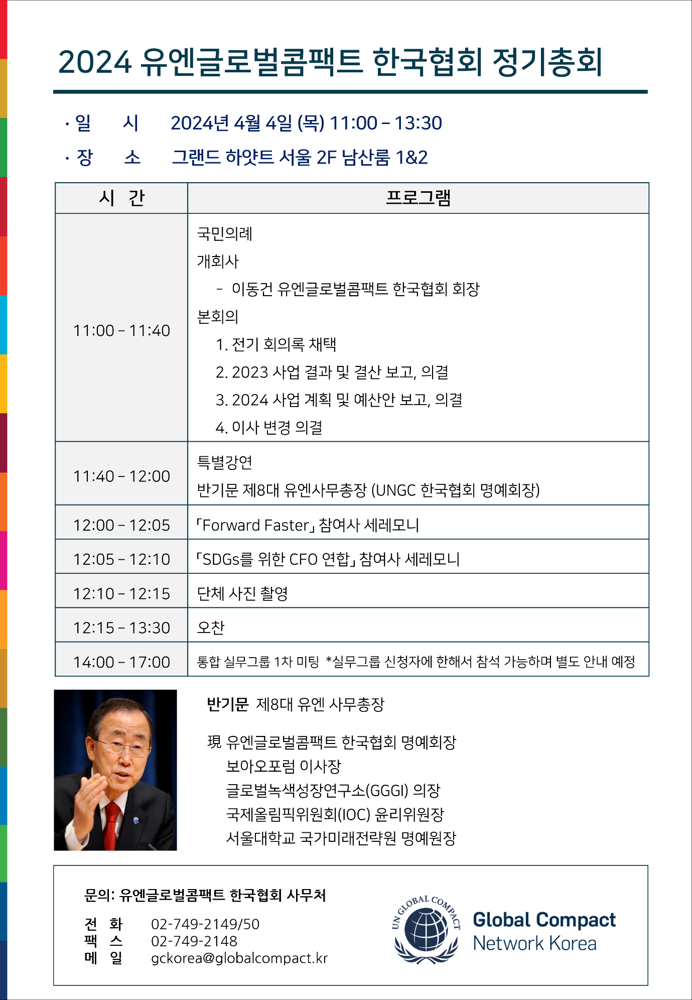 2024 유엔글로벌콤팩트 한국협회 정기총회
· 일 시 2024년 4월 4일 (목) 11:00 – 13:30
· 장 소 그랜드 하얏트 서울 2F 남산룸 1&2
시 간 프로그램
11:00 – 11:40
국민의례
개회사
– 이동건 유엔글로벌콤팩트 한국협회 회장
본회의
1. 전기 회의록 채택
2. 2023 사업 결과 및 결산 보고, 의결
3. 2024 사업 계획 및 예산안 보고, 의결
4. 이사 변경 의결
11:40 – 12:00
특별강연
반기문 제8대 유엔사무총장 (UNGC 한국협회 명예회장)
12:00 – 12:05 「Forward Faster」 참여사 세레모니
12:05 – 12:10 「SDGs를 위한 CFO 연합」 참여사 세레모니
12:10 – 12:15 단체 사진 촬영
12:15 – 13:30 오찬
14:00 – 17:00 통합 실무그룹 1차 미팅 *실무그룹 신청자에 한해서 참석 가능하며 별도 안내 예정
반기문 제8대 유엔 사무총장
現 유엔글로벌콤팩트 한국협회 명예회장
보아오포럼 이사장
글로벌녹색성장연구소(GGGI) 의장
국제올림픽위원회(IOC) 윤리위원장
서울대학교 국가미래전략원 명예원장
문의: 유엔글로벌콤팩트 한국협회 사무처
전 화 02-749-2149/50
팩 스 02-749-2148
메 일 gckorea@globalcompact.kr
UN GLOBAL COMPACT
Global Compact
Network Korea